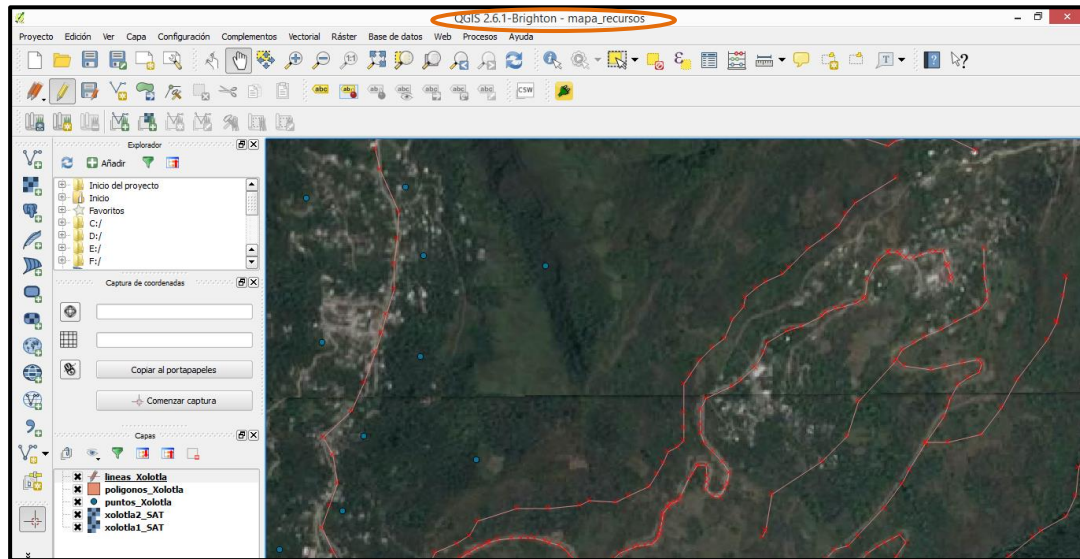 QGIS 2.6.1-Brighton - mapa_recursos
Proyecto Edición Ver Capa Configuración Complementos Vectorial Ráster Base de datos Web Procesos Ayuda
abc
CSW
Explorador
Añadir
Inicio del proyecto
Inicio
Favoritos
C:/
D:/
E:/
F:/
Captura de coordenadas
Copiar al portapapeles
Comenzar captura
Capas
lineas_Xolotla
poligonos_Xolotla
puntos_Xolotla
xolotla2_SAT
xolotla1_SAT